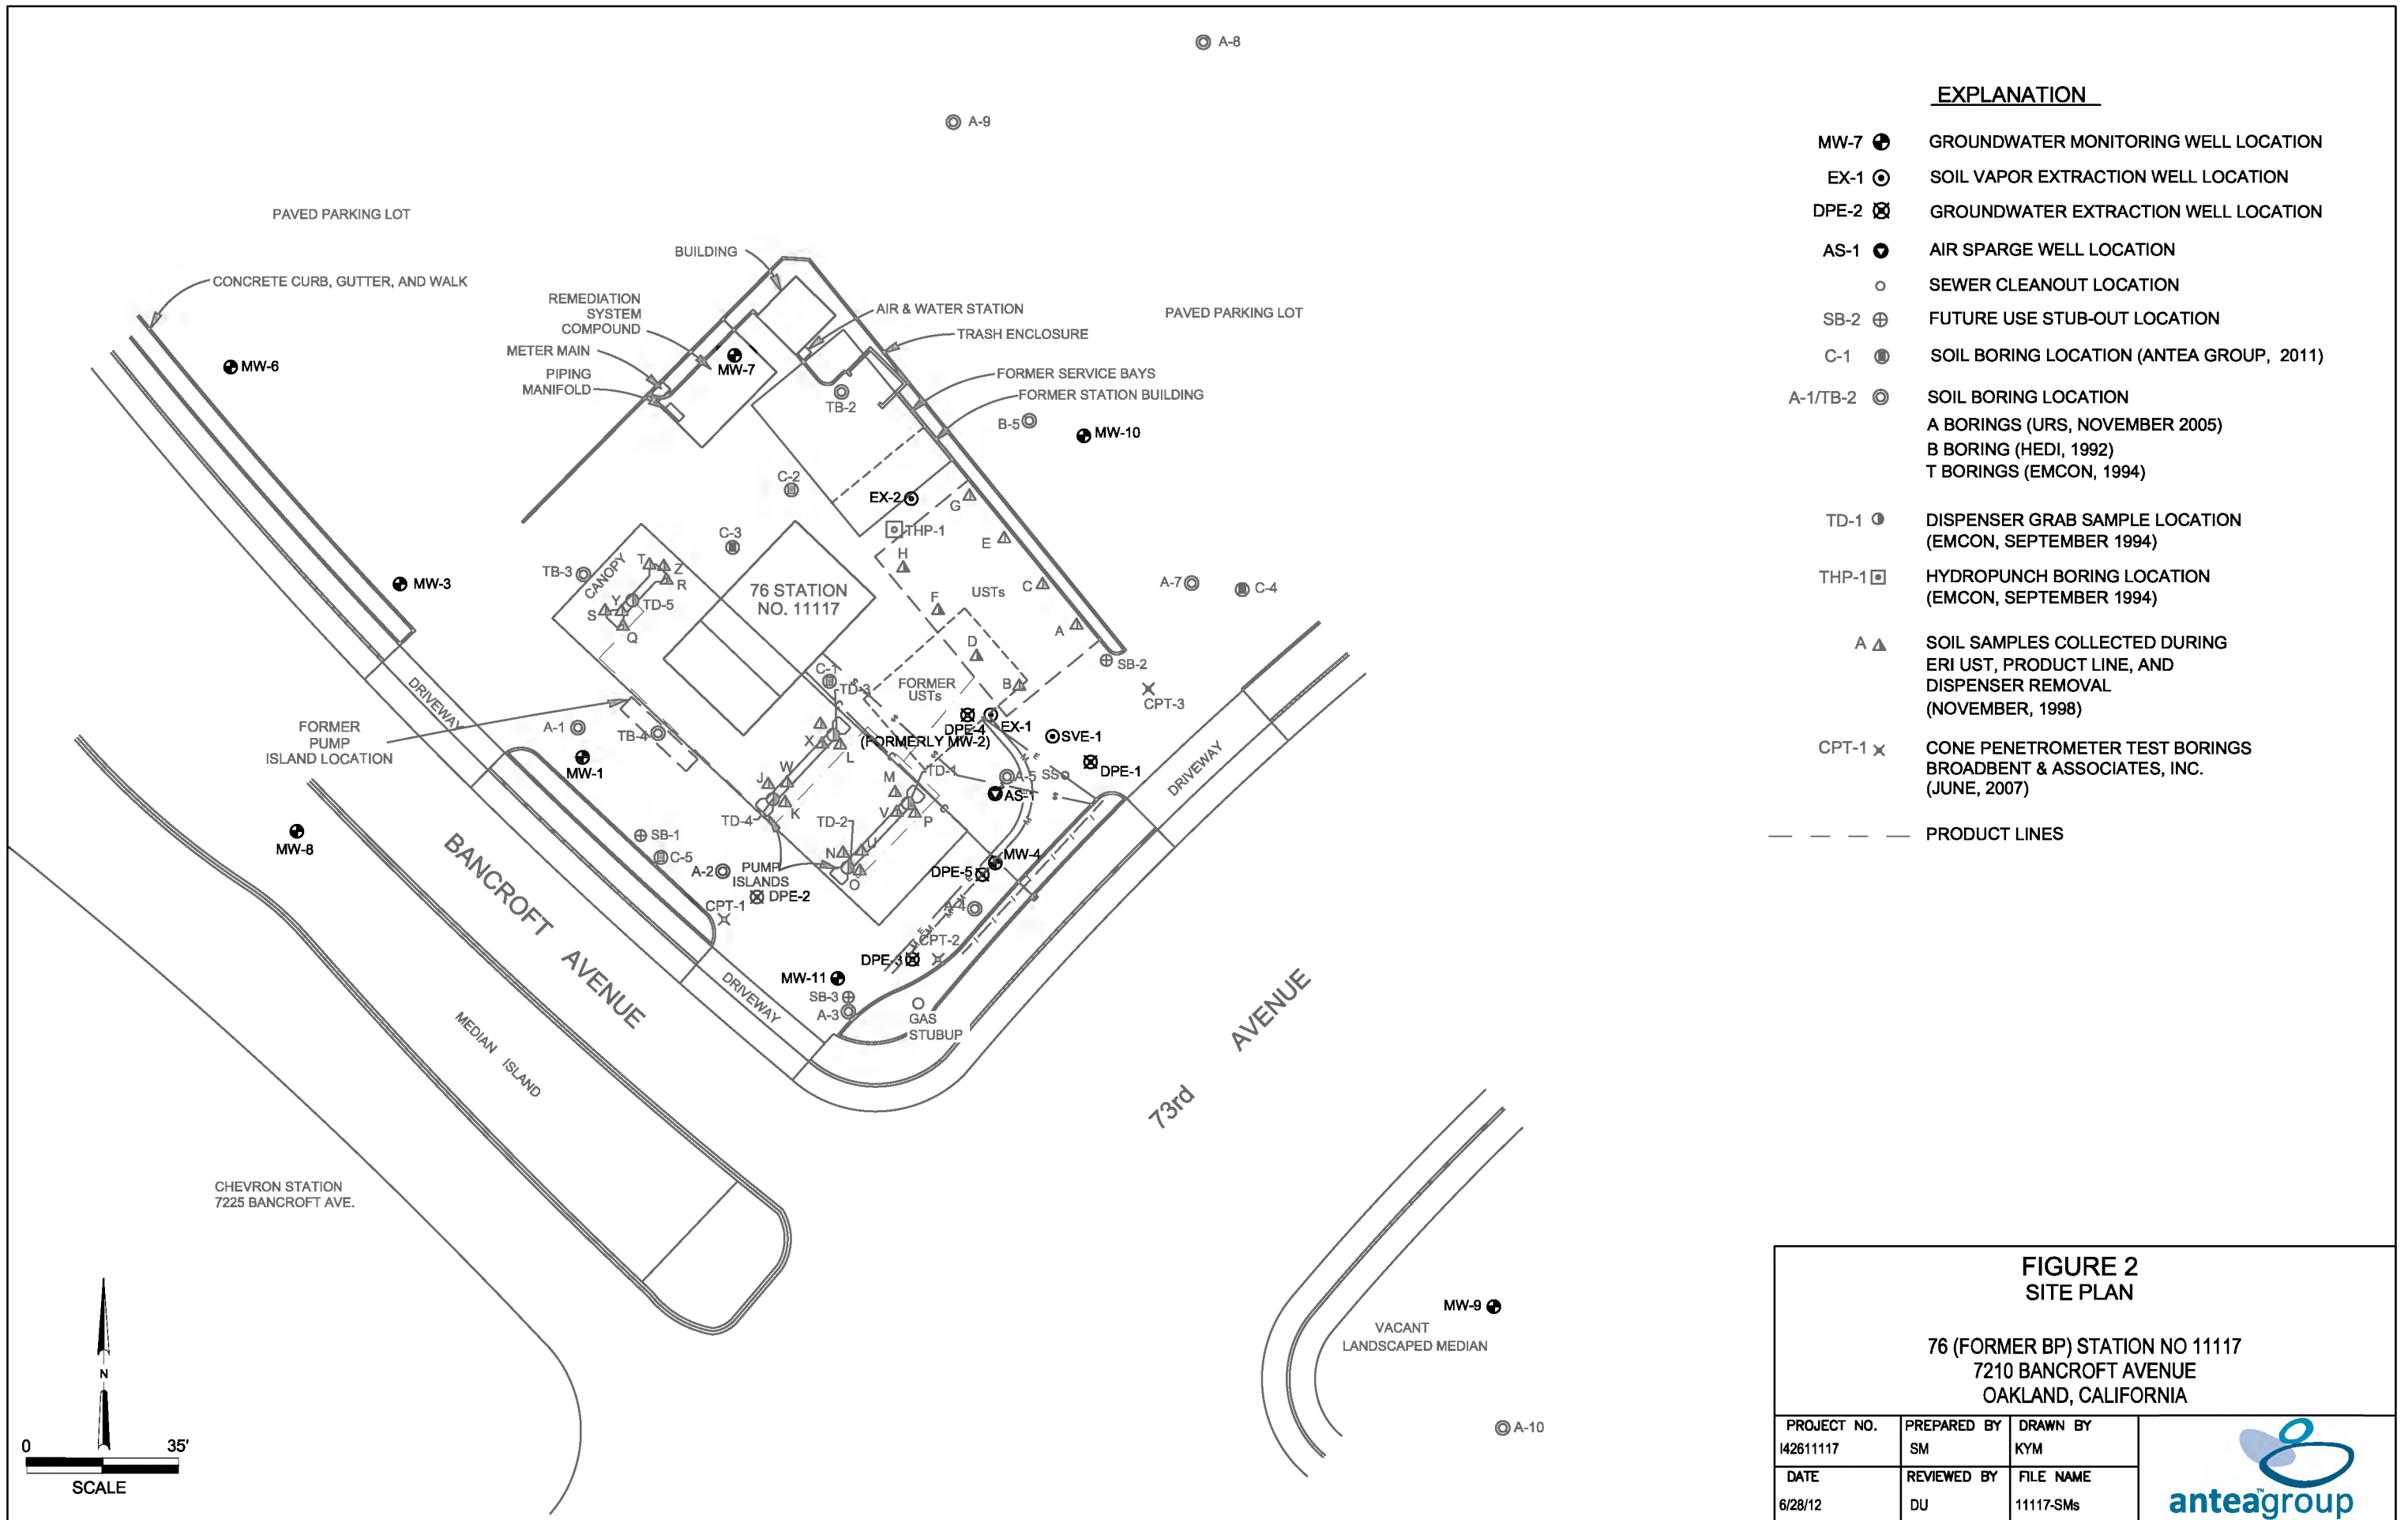 A-8
A-9
PAVED PARKING LOT
BUILDING
CONCRETE CURB, GUTTER, AND WALK
REMEDIATION
SYSTEM
COMPOUND
AIR & WATER STATION
PAVED PARKING LOT
TRASH ENCLOSURE
METER MAIN
PIPING
MANIFOLD
MW-6
MW-7
FORMER SERVICE BAYS
FORMER STATION BUILDING
TB-2
B-5
MW-10
C-2
EX-2
G
THP-1
C-3
E
H
TB-3
CANOPY
T
Z
R
MW-3
76 STATION
NO. 11117
USTs
C
A-7
C-4
Y
TD-5
S
F
Q
A
D
SB-2
C-1
TD-3
FORMER
USTs
B
CPT-3
DRIVEWAY
FORMER
PUMP
ISLAND LOCATION
A-1
TB-4
DPE-4
EX-1
(FORMERLY MW-2)
SVE-1
X
L
MW-1
DPE-1
DRIVEWAY
J
W
M
TD-1
A-5
SS
AS-1
K
V
P
TD-4
TD-2
MW-8
SB-1
C-5
N
U
MW-4
BANCROFT AVENUE
A-2
PUMP
ISLANDS
O
DPE-5
DPE-2
CPT-1
A-4
CPT-2
DPE-3
MW-11
DRIVEWAY
SB-3
A-3
GAS
STUBUP
73rd AVENUE
MEDIAN ISLAND
CHEVRON STATION
7225 BANCROFT AVE.
MW-9
VACANT
LANDSCAPED MEDIAN
A-10
N
0 35'
SCALE
EXPLANATION
MW-7 GROUNDWATER MONITORING WELL LOCATION
EX-1 SOIL VAPOR EXTRACTION WELL LOCATION
DPE-2 GROUNDWATER EXTRACTION WELL LOCATION
AS-1 AIR SPARGE WELL LOCATION
SEWER CLEANOUT LOCATION
SB-2 FUTURE USE STUB-OUT LOCATION
C-1 SOIL BORING LOCATION (ANTEA GROUP, 2011)
A-1/TB-2 SOIL BORING LOCATION
A BORINGS (URS, NOVEMBER 2005)
B BORING (HEDI, 1992)
T BORINGS (EMCON, 1994)
TD-1 DISPENSER GRAB SAMPLE LOCATION
(EMCON, SEPTEMBER 1994)
THP-1 HYDROPUNCH BORING LOCATION
(EMCON, SEPTEMBER 1994)
A SOIL SAMPLES COLLECTED DURING
ERI UST, PRODUCT LINE, AND
DISPENSER REMOVAL
(NOVEMBER, 1998)
CPT-1 CONE PENETROMETER TEST BORINGS
BROADBENT & ASSOCIATES, INC.
(JUNE, 2007)
PRODUCT LINES
FIGURE 2
SITE PLAN
76 (FORMER BP) STATION NO 11117
7210 BANCROFT AVENUE
OAKLAND, CALIFORNIA
PROJECT NO. PREPARED BY DRAWN BY
I42611117 SM KYM
DATE REVIEWED BY FILE NAME
6/28/12 DU 11117-SMs
anteagroup™